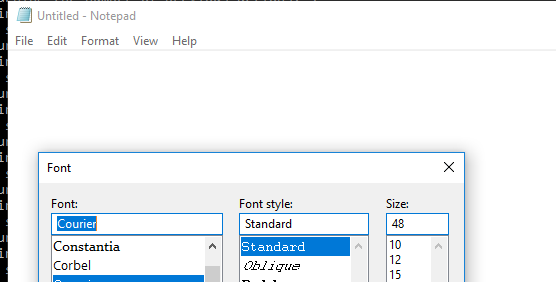 Untitled - Notepad
File Edit Format View Help
Font
Font: Font style: Size:
Courier Standard 48
Constantia Standard 10
Corbel Oblique 12
15